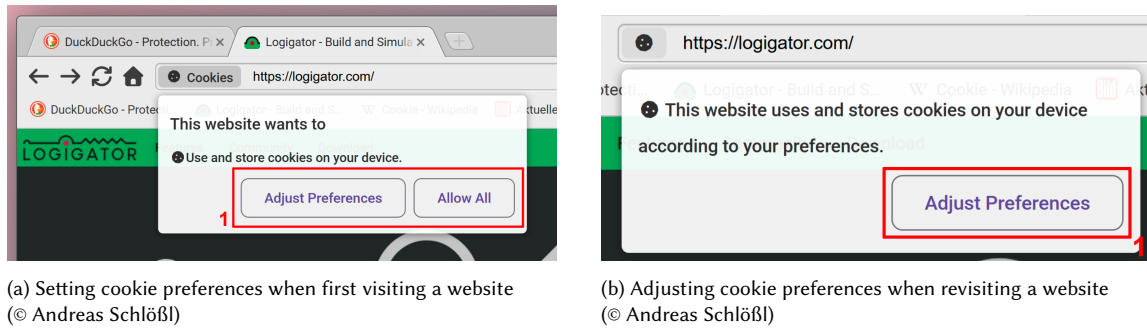 DuckDuckGo - Protection. P
Logigator - Build and Simula
Cookies https://logigator.com/
DuckDuckGo - Prote Logigator - Build and S... W Cookie - Wikipedia ktuelle
This website wants to
LOGIGATOR
Use and store cookies on your device.
Adjust Preferences Allow All
1
(a) Setting cookie preferences when first visiting a website
(© Andreas Schlößl)
https://logigator.com/
Logigator - Build and S... W Cookie - Wikipedia
This website uses and stores cookies on your device
according to your preferences.
Adjust Preferences
1
(b) Adjusting cookie preferences when revisiting a website
(© Andreas Schlößl)